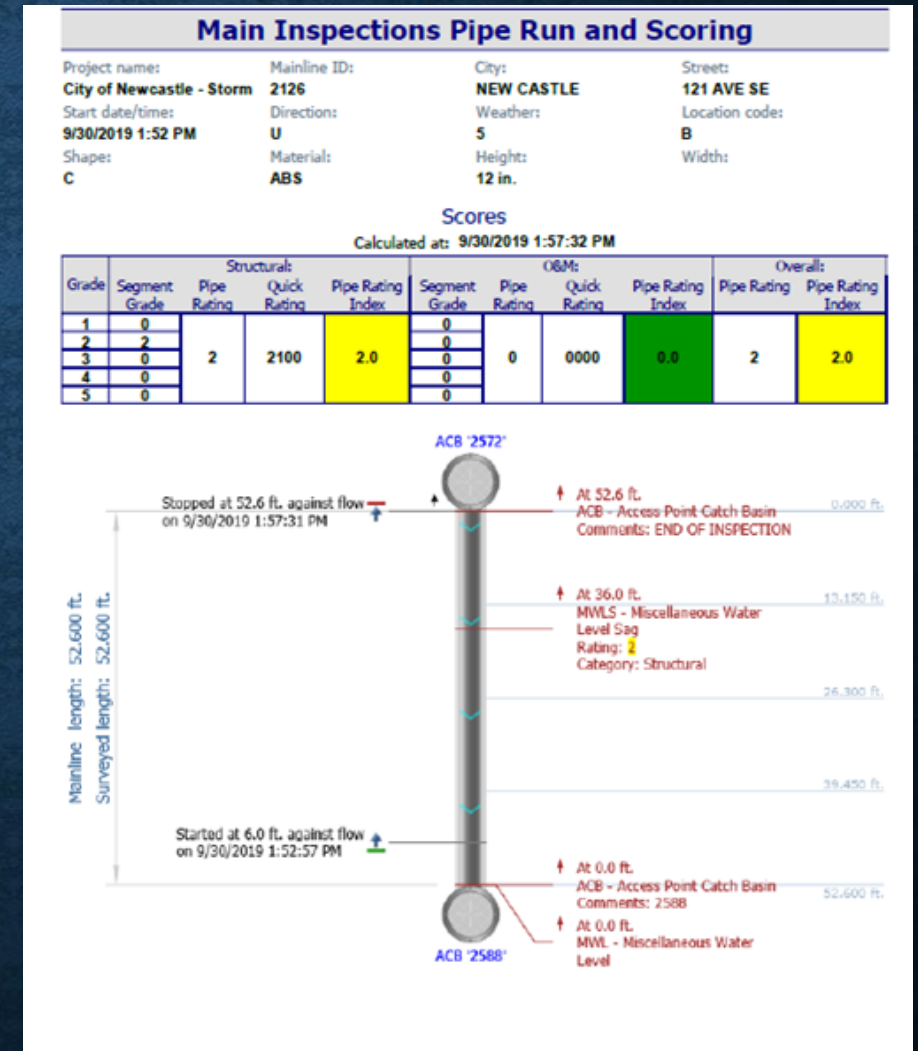 Main Inspections Pipe Run and Scoring
Project name: Mainline ID: City: Street:
City of Newcastle - Storm 2126 NEW CASTLE 121 AVE SE
Start date/time: Direction: Weather: Location code:
9/30/2019 1:52 PM U 5 B
Shape: Material: Height: Width:
C ABS 12 in.
Scores
Calculated at: 9/30/2019 1:57:32 PM
Structural: O&M: Overall:
Grade Segment Pipe Quick Pipe Rating Segment Pipe Quick Pipe Rating Pipe Rating Pipe Rating
Grade Rating Rating Index Grade Rating Rating Index Index
1 0 0
2 2 0
3 0 2 2100 2.0 0 0 0000 0.0 2 2.0
4 0 0
5 0 0
ACB '2572'
Stopped at 52.6 ft. against flow
on 9/30/2019 1:57:31 PM
At 52.6 ft.
ACB - Access Point Catch Basin
Comments: END OF INSPECTION
0.000 ft.
At 36.0 ft.
MWLS - Miscellaneous Water
Level Sag
Rating: 2
Category: Structural
13.150 ft.
26.300 ft.
Mainline length: 52.600 ft.
Surveyed length: 52.600 ft.
39.450 ft.
Started at 6.0 ft. against flow
on 9/30/2019 1:52:57 PM
At 0.0 ft.
ACB - Access Point Catch Basin
Comments: 2588
52.600 ft.
At 0.0 ft.
MWL - Miscellaneous Water
Level
ACB '2588'